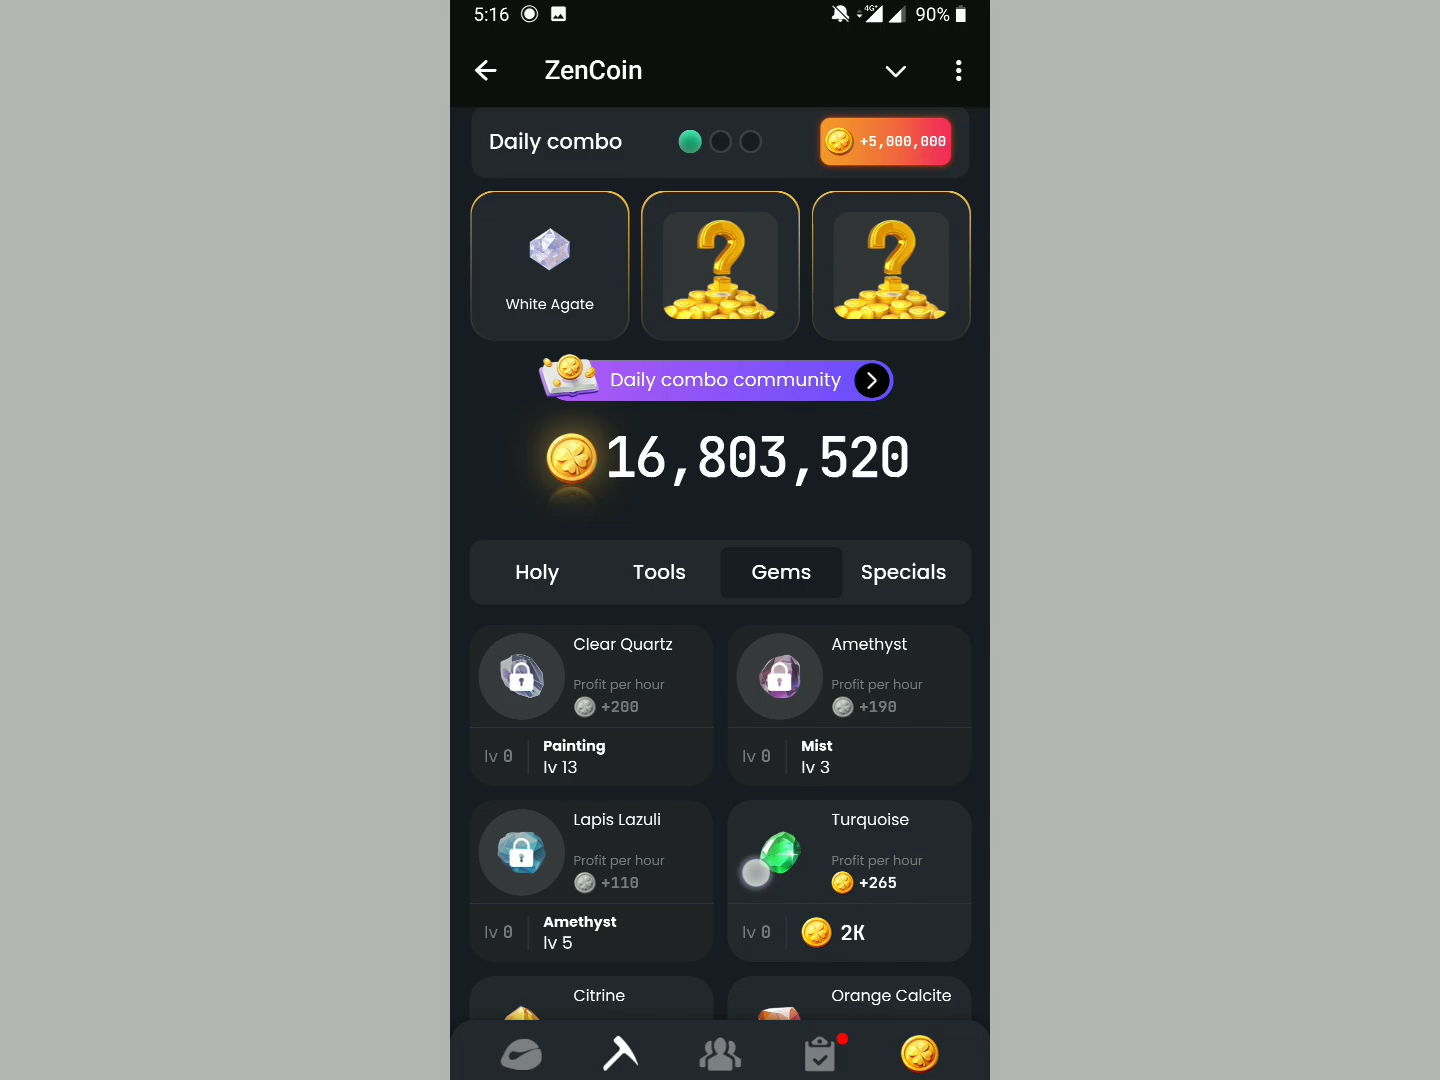 5:16
4G+
90%
ZenCoin
Daily combo
+5,000,000
White Agate
Daily combo community
16,803,520
Holy
Tools
Gems
Specials
Clear Quartz
Profit per hour
+200
lv 0
Painting
lv 13
Amethyst
Profit per hour
+190
lv 0
Mist
lv 3
Lapis Lazuli
Profit per hour
+110
lv 0
Amethyst
lv 5
Turquoise
Profit per hour
+265
lv 0
2K
Citrine
Orange Calcite